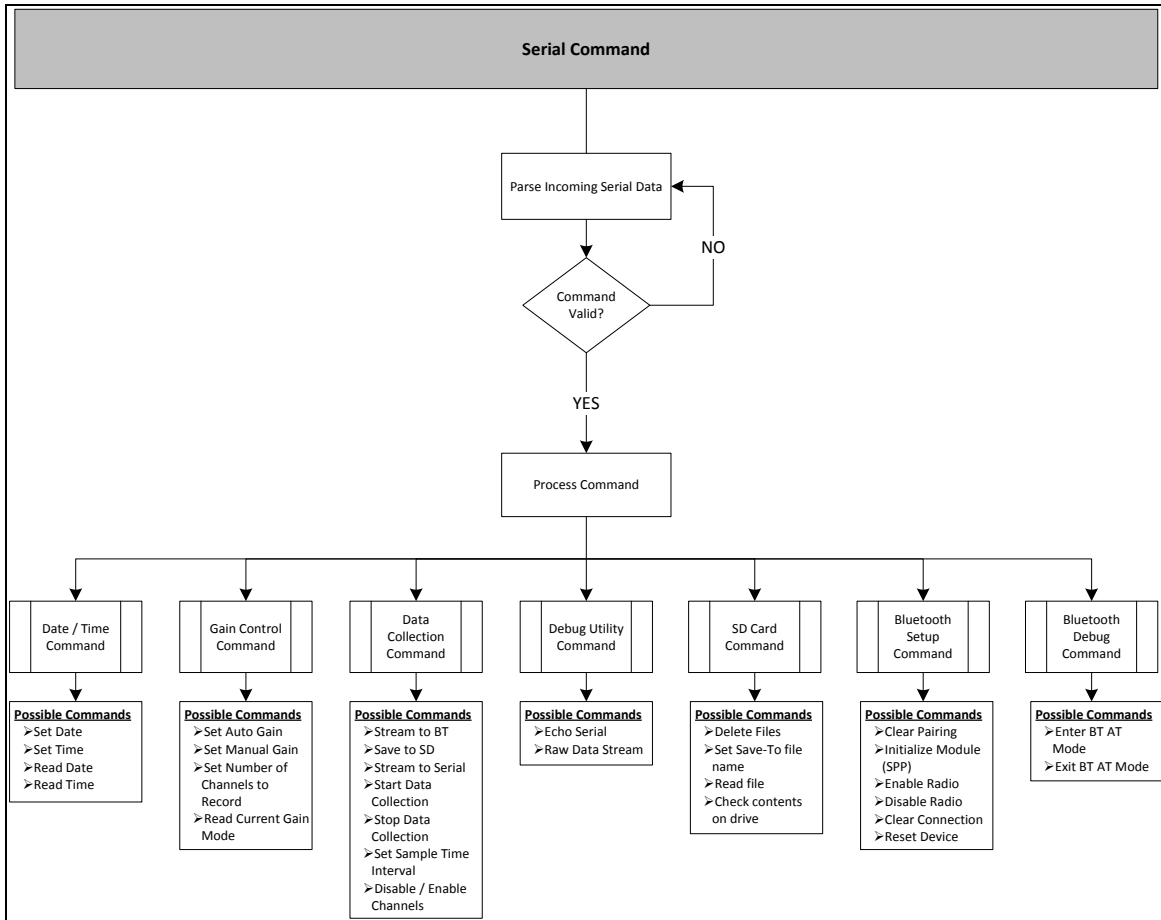 Serial Command
Parse Incoming Serial Data
NO
Command
Valid?
YES
Process Command
Date / Time
Command
Gain Control
Command
Data
Collection
Command
Debug Utility
Command
SD Card
Command
Bluetooth
Setup
Command
Bluetooth
Debug
Command
Possible Commands
➢Set Date
➢Set Time
➢Read Date
➢Read Time
Possible Commands
➢Set Auto Gain
➢Set Manual Gain
➢Set Number of
Channels to
Record
➢Read Current Gain
Mode
Possible Commands
➢Stream to BT
➢Save to SD
➢Stream to Serial
➢Start Data
Collection
➢Stop Data
Collection
➢Set Sample Time
Interval
➢Disable / Enable
Channels
Possible Commands
➢Echo Serial
➢Raw Data Stream
Possible Commands
➢Delete Files
➢Set Save-To file
name
➢Read file
➢Check contents
on drive
Possible Commands
➢Clear Pairing
➢Initialize Module
(SPP)
➢Enable Radio
➢Disable Radio
➢Clear Connection
➢Reset Device
Possible Commands
➢Enter BT AT
Mode
➢Exit BT AT Mode